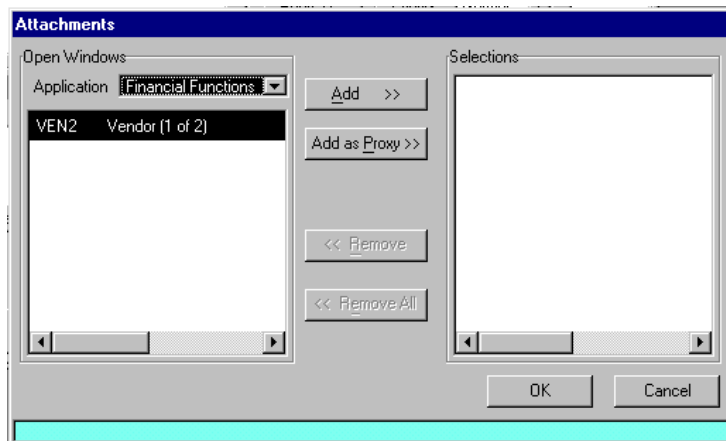 Attachments
Open Windows
Application Financial Functions
VEN2 Vendor (1 of 2)
Add >>
Add as Proxy >>
<< Remove
<< Remove All
Selections
OK Cancel